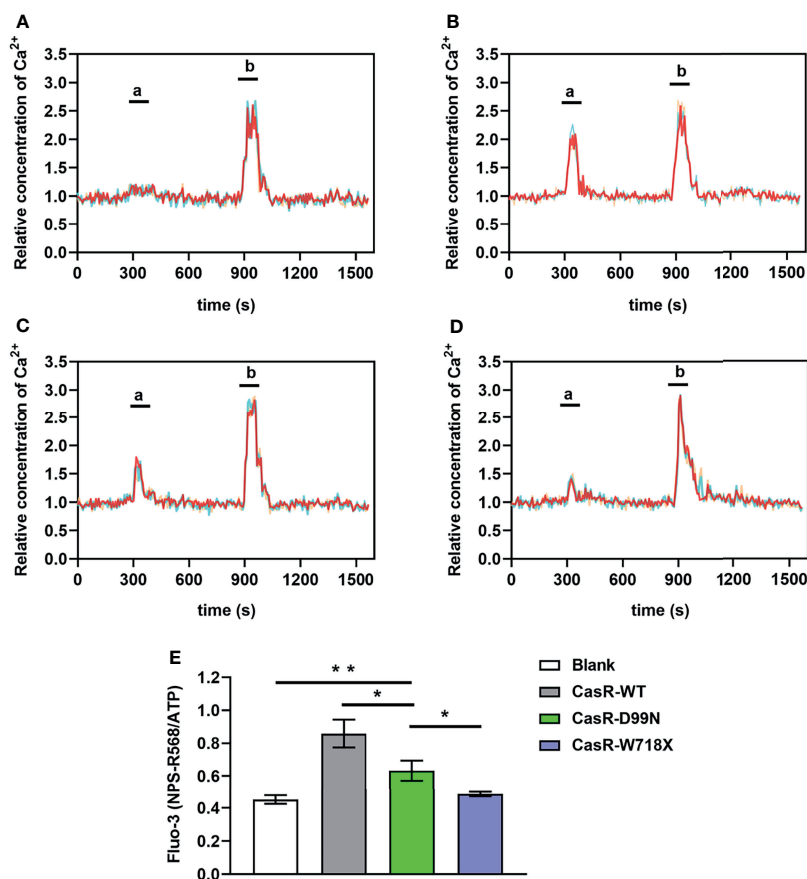 A
Relative concentration of Ca2+
3.5
3.0
2.5
2.0
1.5
1.0
0.5
0.0
a
b
0 300 600 900 1200 1500
time (s)
B
Relative concentration of Ca2+
3.5
3.0
2.5
2.0
1.5
1.0
0.5
0.0
a
b
0 300 600 900 1200 1500
time (s)
C
Relative concentration of Ca2+
3.5
3.0
2.5
2.0
1.5
1.0
0.5
0.0
a
b
0 300 600 900 1200 1500
time (s)
D
Relative concentration of Ca2+
3.5
3.0
2.5
2.0
1.5
1.0
0.5
0.0
a
b
0 300 600 900 1200 1500
time (s)
E
Fluo-3 (NPS-R568/ATP)
1.2
1.0
0.8
0.6
0.4
0.2
0.0
* *
*
*
Blank
CasR-WT
CasR-D99N
CasR-W718X